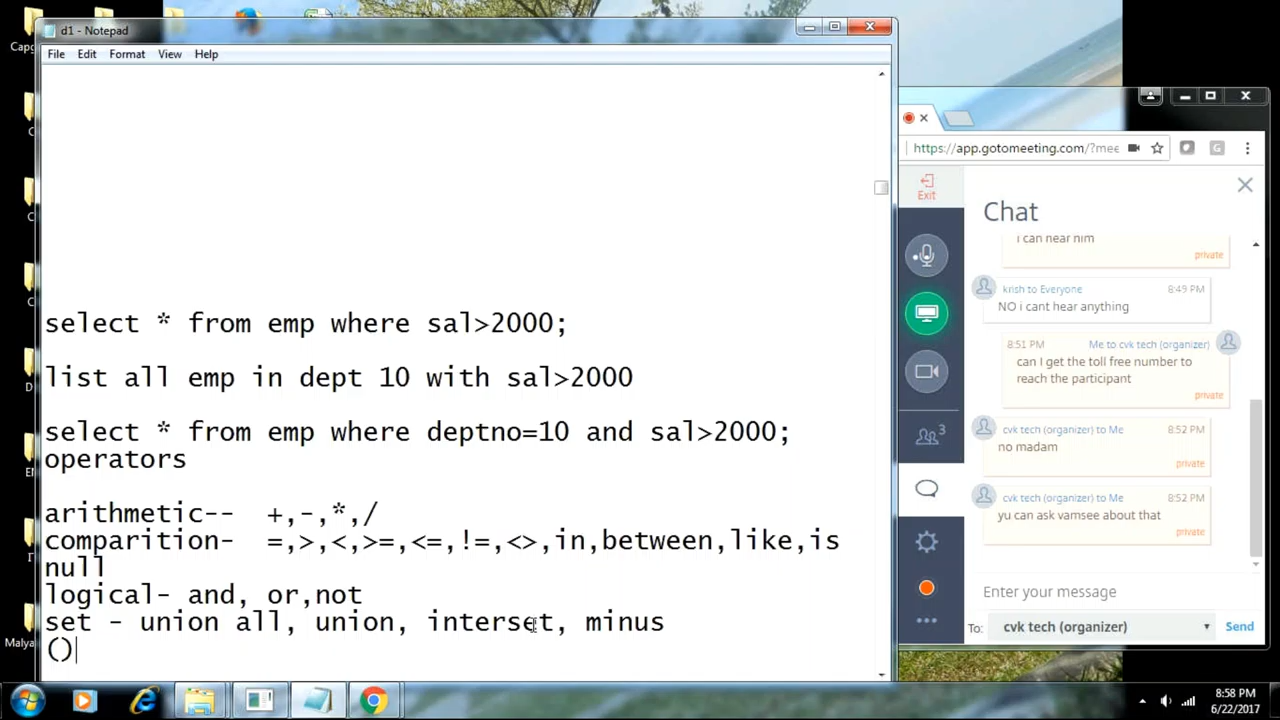 d1 - Notepad
File Edit Format View Help
select * from emp where sal>2000;
list all emp in dept 10 with sal>2000
select * from emp where deptno=10 and sal>2000;
operators
arithmetic-- +,-,*,/
comparition- =,>,<,>=,<=,!=,<>,in,between,like,is
null
logical- and, or,not
set - union all, union, interset, minus
()
https://app.gotomeeting.com/?mee
Exit
Chat
i can hear him
private
krish to Everyone 8:49 PM
NO i cant hear anything
8:51 PM Me to cvk tech (organizer)
can I get the toll free number to
reach the participant
private
cvk tech (organizer) to Me 8:52 PM
no madam
private
cvk tech (organizer) to Me 8:52 PM
yu can ask vamsee about that
private
3
Enter your message
To: cvk tech (organizer) Send
Capg
Malya
8:58 PM
6/22/2017